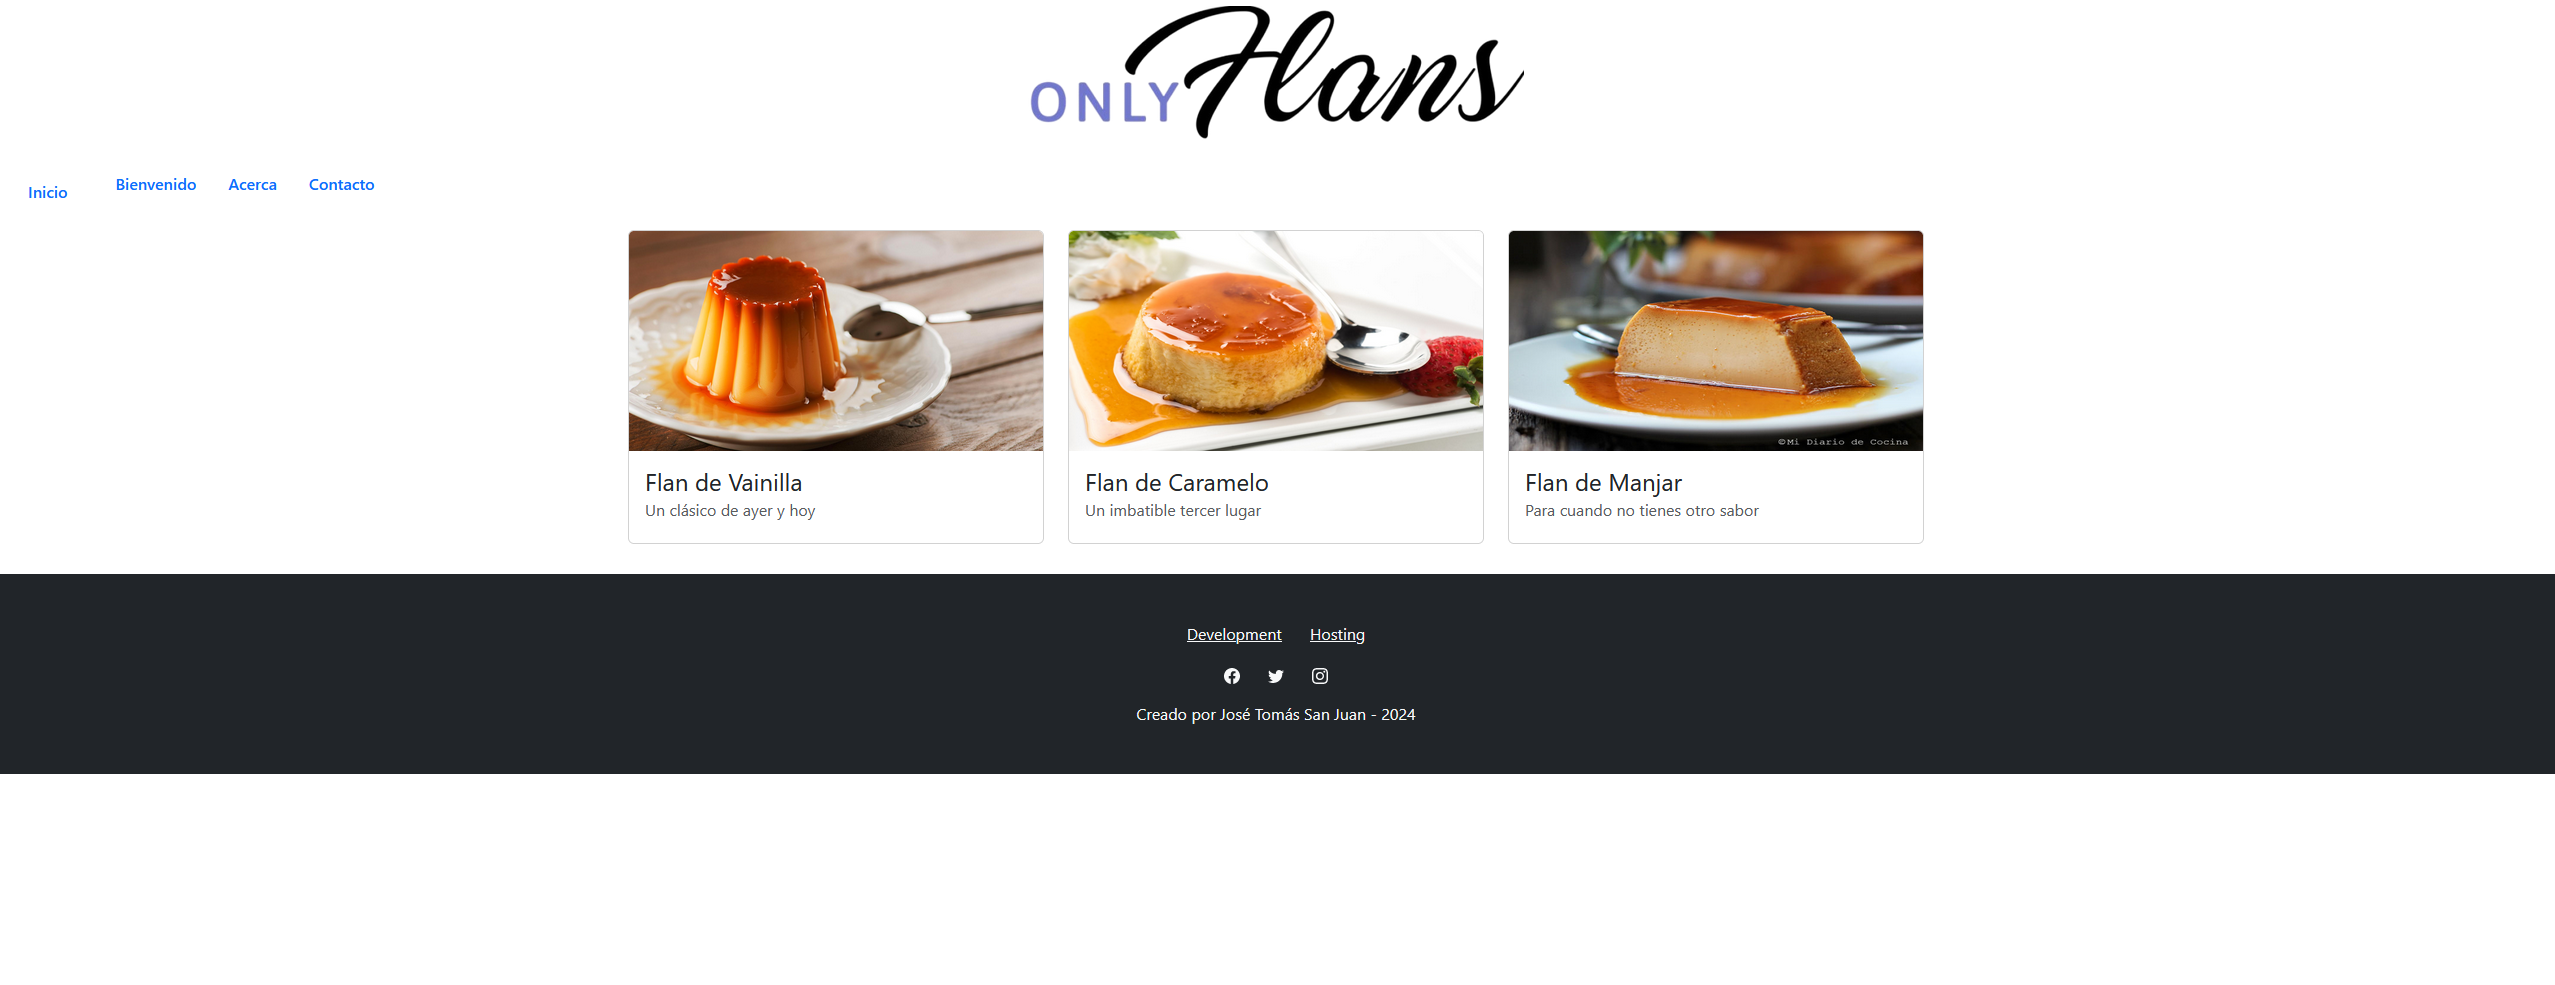 ONLY Flans
Inicio Bienvenido Acerca Contacto
©Mi Diario de Cocina
Flan de Vainilla
Un clásico de ayer y hoy
Flan de Caramelo
Un imbatible tercer lugar
Flan de Manjar
Para cuando no tienes otro sabor
Development Hosting
Creado por José Tomás San Juan - 2024